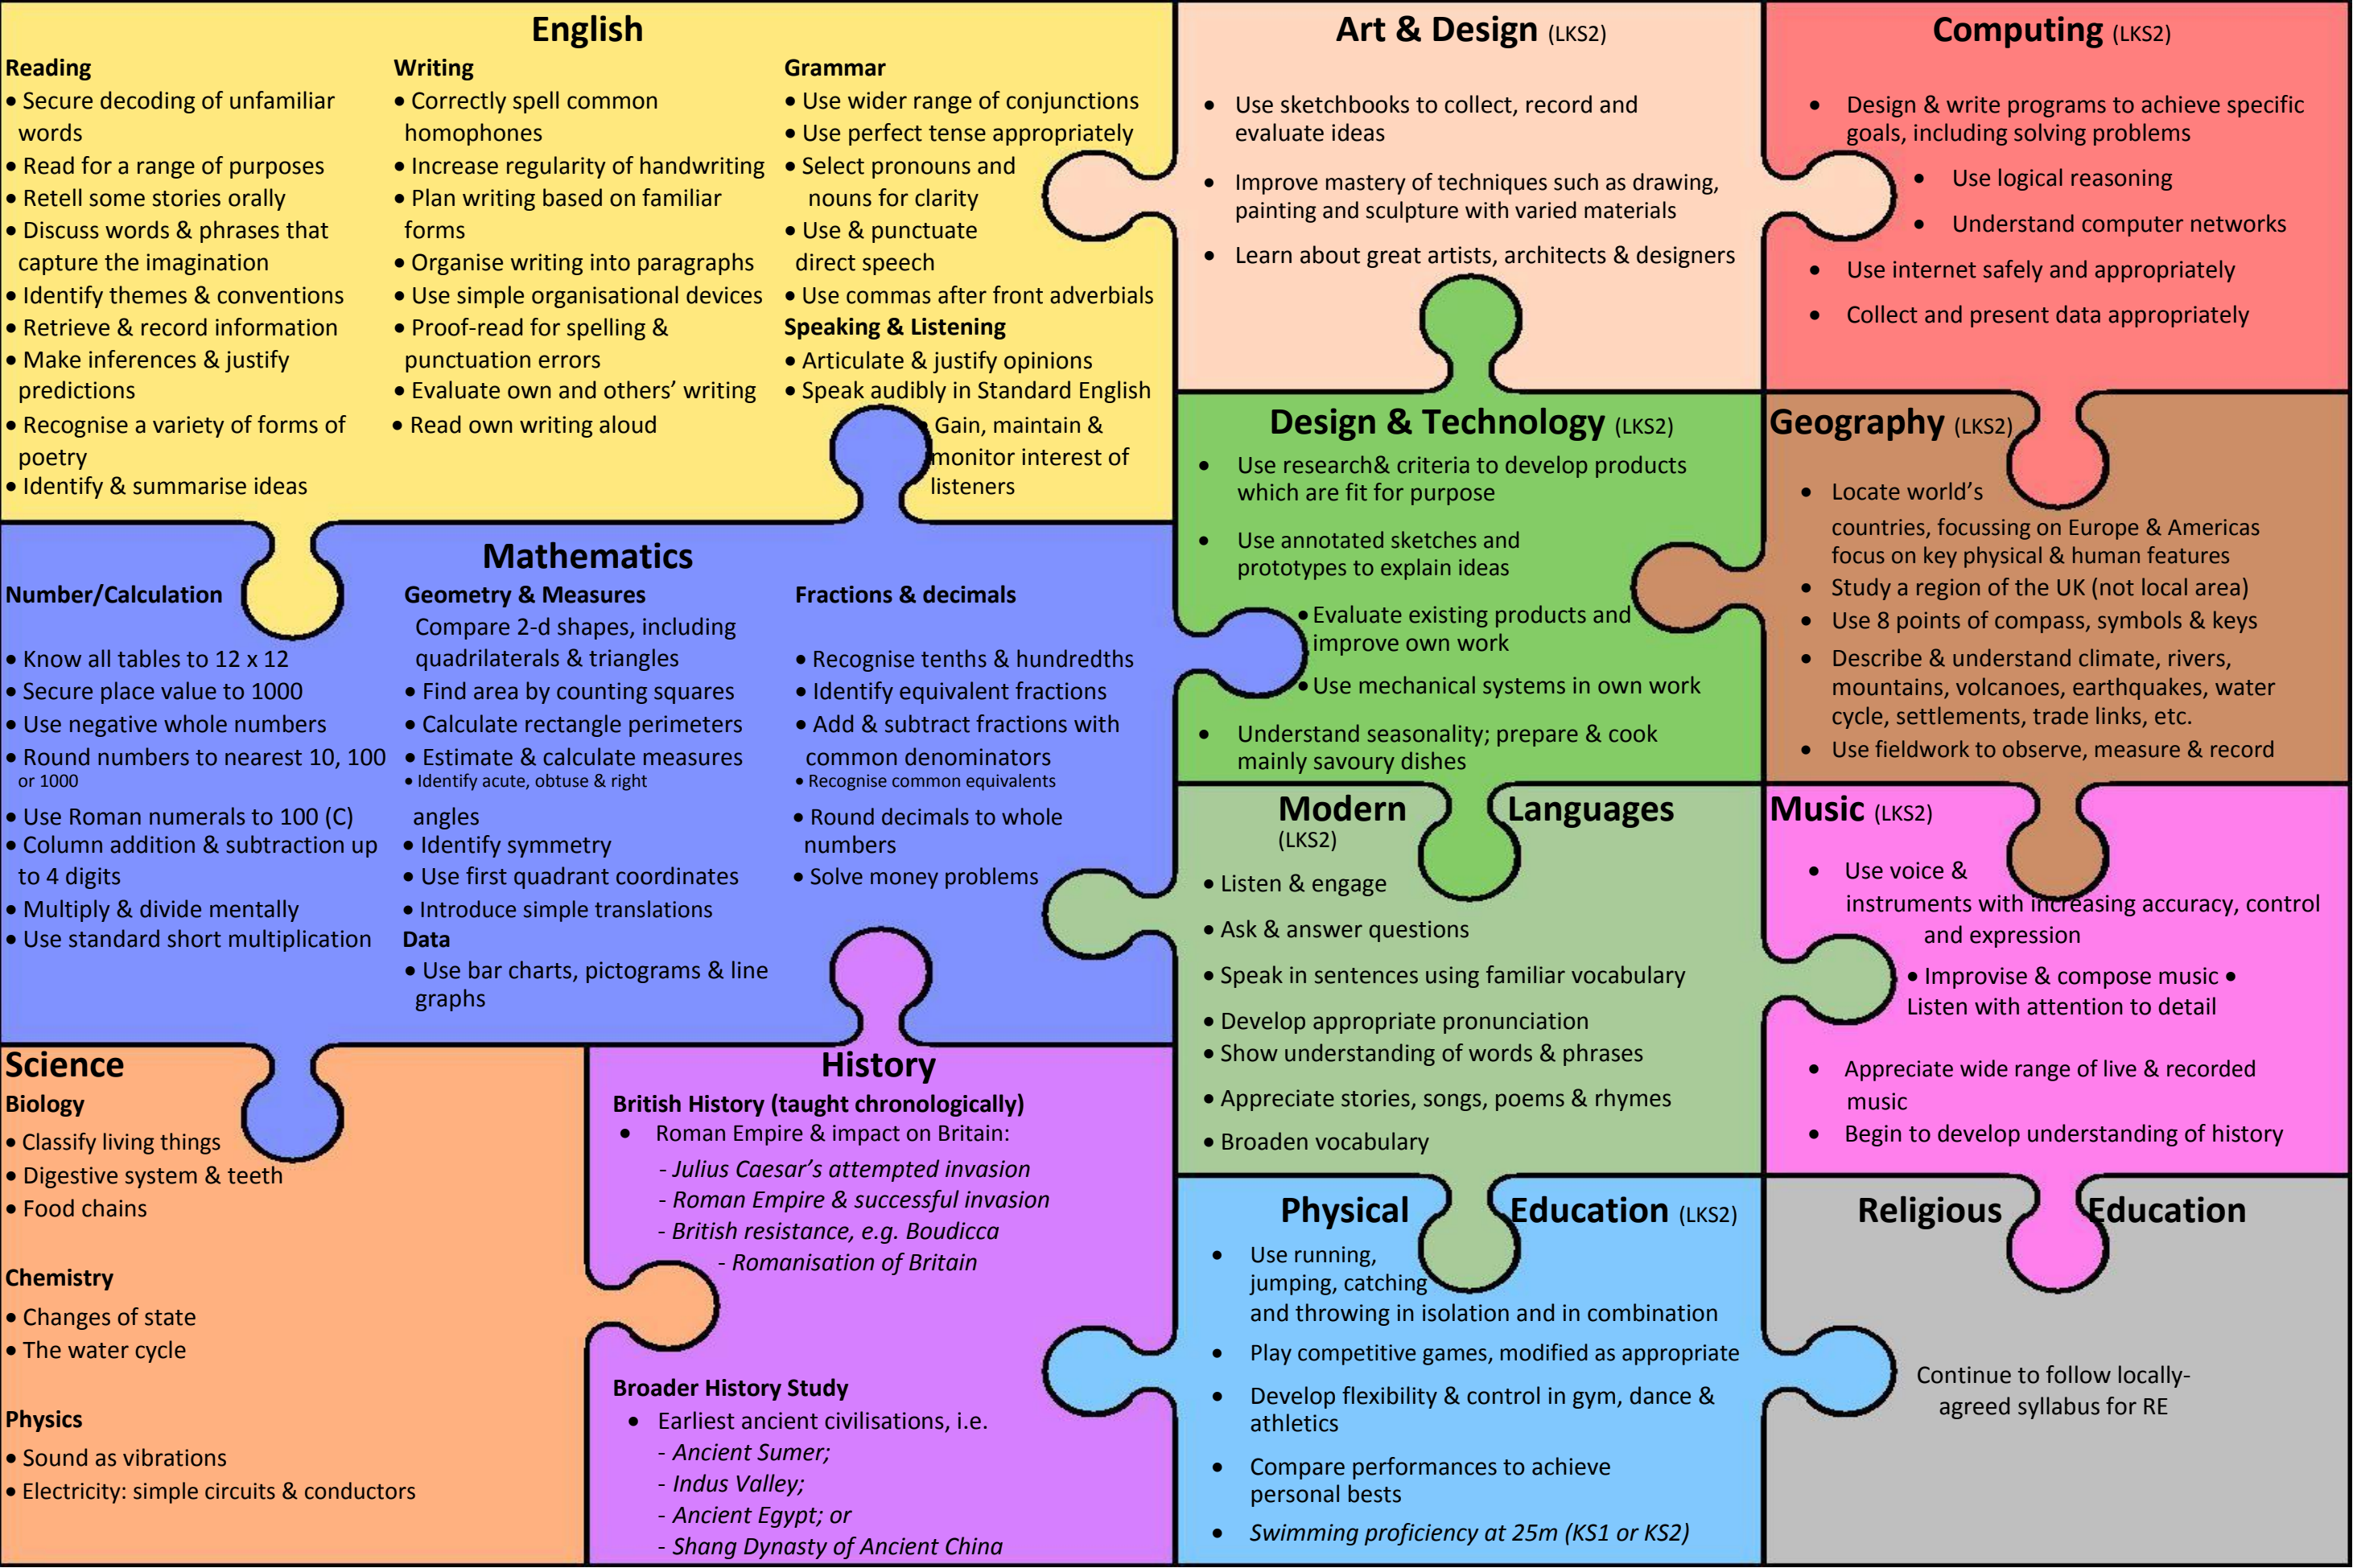 English
Reading
• Secure decoding of unfamiliar
words
• Read for a range of purposes
• Retell some stories orally
• Discuss words & phrases that
capture the imagination
• Identify themes & conventions
• Retrieve & record information
• Make inferences & justify
predictions
• Recognise a variety of forms of
poetry
• Identify & summarise ideas
Writing
• Correctly spell common
homophones
• Increase regularity of handwriting
• Plan writing based on familiar
forms
• Organise writing into paragraphs
• Use simple organisational devices
• Proof-read for spelling &
punctuation errors
• Evaluate own and others’ writing
• Read own writing aloud
Grammar
• Use wider range of conjunctions
• Use perfect tense appropriately
• Select pronouns and
nouns for clarity
• Use & punctuate
direct speech
• Use commas after front adverbials
Speaking & Listening
• Articulate & justify opinions
• Speak audibly in Standard English
Gain, maintain &
monitor interest of
listeners
Art & Design (LKS2)
• Use sketchbooks to collect, record and
evaluate ideas
• Improve mastery of techniques such as drawing,
painting and sculpture with varied materials
• Learn about great artists, architects & designers
Computing (LKS2)
• Design & write programs to achieve specific
goals, including solving problems
• Use logical reasoning
• Understand computer networks
• Use internet safely and appropriately
• Collect and present data appropriately
Design & Technology (LKS2)
• Use research& criteria to develop products
which are fit for purpose
• Use annotated sketches and
prototypes to explain ideas
• Evaluate existing products and
improve own work
• Use mechanical systems in own work
• Understand seasonality; prepare & cook
mainly savoury dishes
Geography (LKS2)
• Locate world’s
countries, focussing on Europe & Americas
focus on key physical & human features
• Study a region of the UK (not local area)
• Use 8 points of compass, symbols & keys
• Describe & understand climate, rivers,
mountains, volcanoes, earthquakes, water
cycle, settlements, trade links, etc.
• Use fieldwork to observe, measure & record
Mathematics
Number/Calculation
• Know all tables to 12 x 12
• Secure place value to 1000
• Use negative whole numbers
• Round numbers to nearest 10, 100
or 1000
• Use Roman numerals to 100 (C)
• Column addition & subtraction up
to 4 digits
• Multiply & divide mentally
• Use standard short multiplication
Geometry & Measures
Compare 2-d shapes, including
quadrilaterals & triangles
• Find area by counting squares
• Calculate rectangle perimeters
• Estimate & calculate measures
• Identify acute, obtuse & right
angles
• Identify symmetry
• Use first quadrant coordinates
• Introduce simple translations
Data
• Use bar charts, pictograms & line
graphs
Fractions & decimals
• Recognise tenths & hundredths
• Identify equivalent fractions
• Add & subtract fractions with
common denominators
• Recognise common equivalents
• Round decimals to whole
numbers
• Solve money problems
Modern Languages
(LKS2)
• Listen & engage
• Ask & answer questions
• Speak in sentences using familiar vocabulary
• Develop appropriate pronunciation
• Show understanding of words & phrases
• Appreciate stories, songs, poems & rhymes
• Broaden vocabulary
Music (LKS2)
• Use voice &
instruments with increasing accuracy, control
and expression
• Improvise & compose music •
Listen with attention to detail
• Appreciate wide range of live & recorded
music
• Begin to develop understanding of history
Science
Biology
• Classify living things
• Digestive system & teeth
• Food chains
Chemistry
• Changes of state
• The water cycle
Physics
• Sound as vibrations
• Electricity: simple circuits & conductors
History
British History (taught chronologically)
• Roman Empire & impact on Britain:
- Julius Caesar’s attempted invasion
- Roman Empire & successful invasion
- British resistance, e.g. Boudicca
- Romanisation of Britain
Broader History Study
• Earliest ancient civilisations, i.e.
- Ancient Sumer;
- Indus Valley;
- Ancient Egypt; or
- Shang Dynasty of Ancient China
Physical Education (LKS2)
• Use running,
jumping, catching
and throwing in isolation and in combination
• Play competitive games, modified as appropriate
• Develop flexibility & control in gym, dance &
athletics
• Compare performances to achieve
personal bests
• Swimming proficiency at 25m (KS1 or KS2)
Religious Education
Continue to follow locally-
agreed syllabus for RE